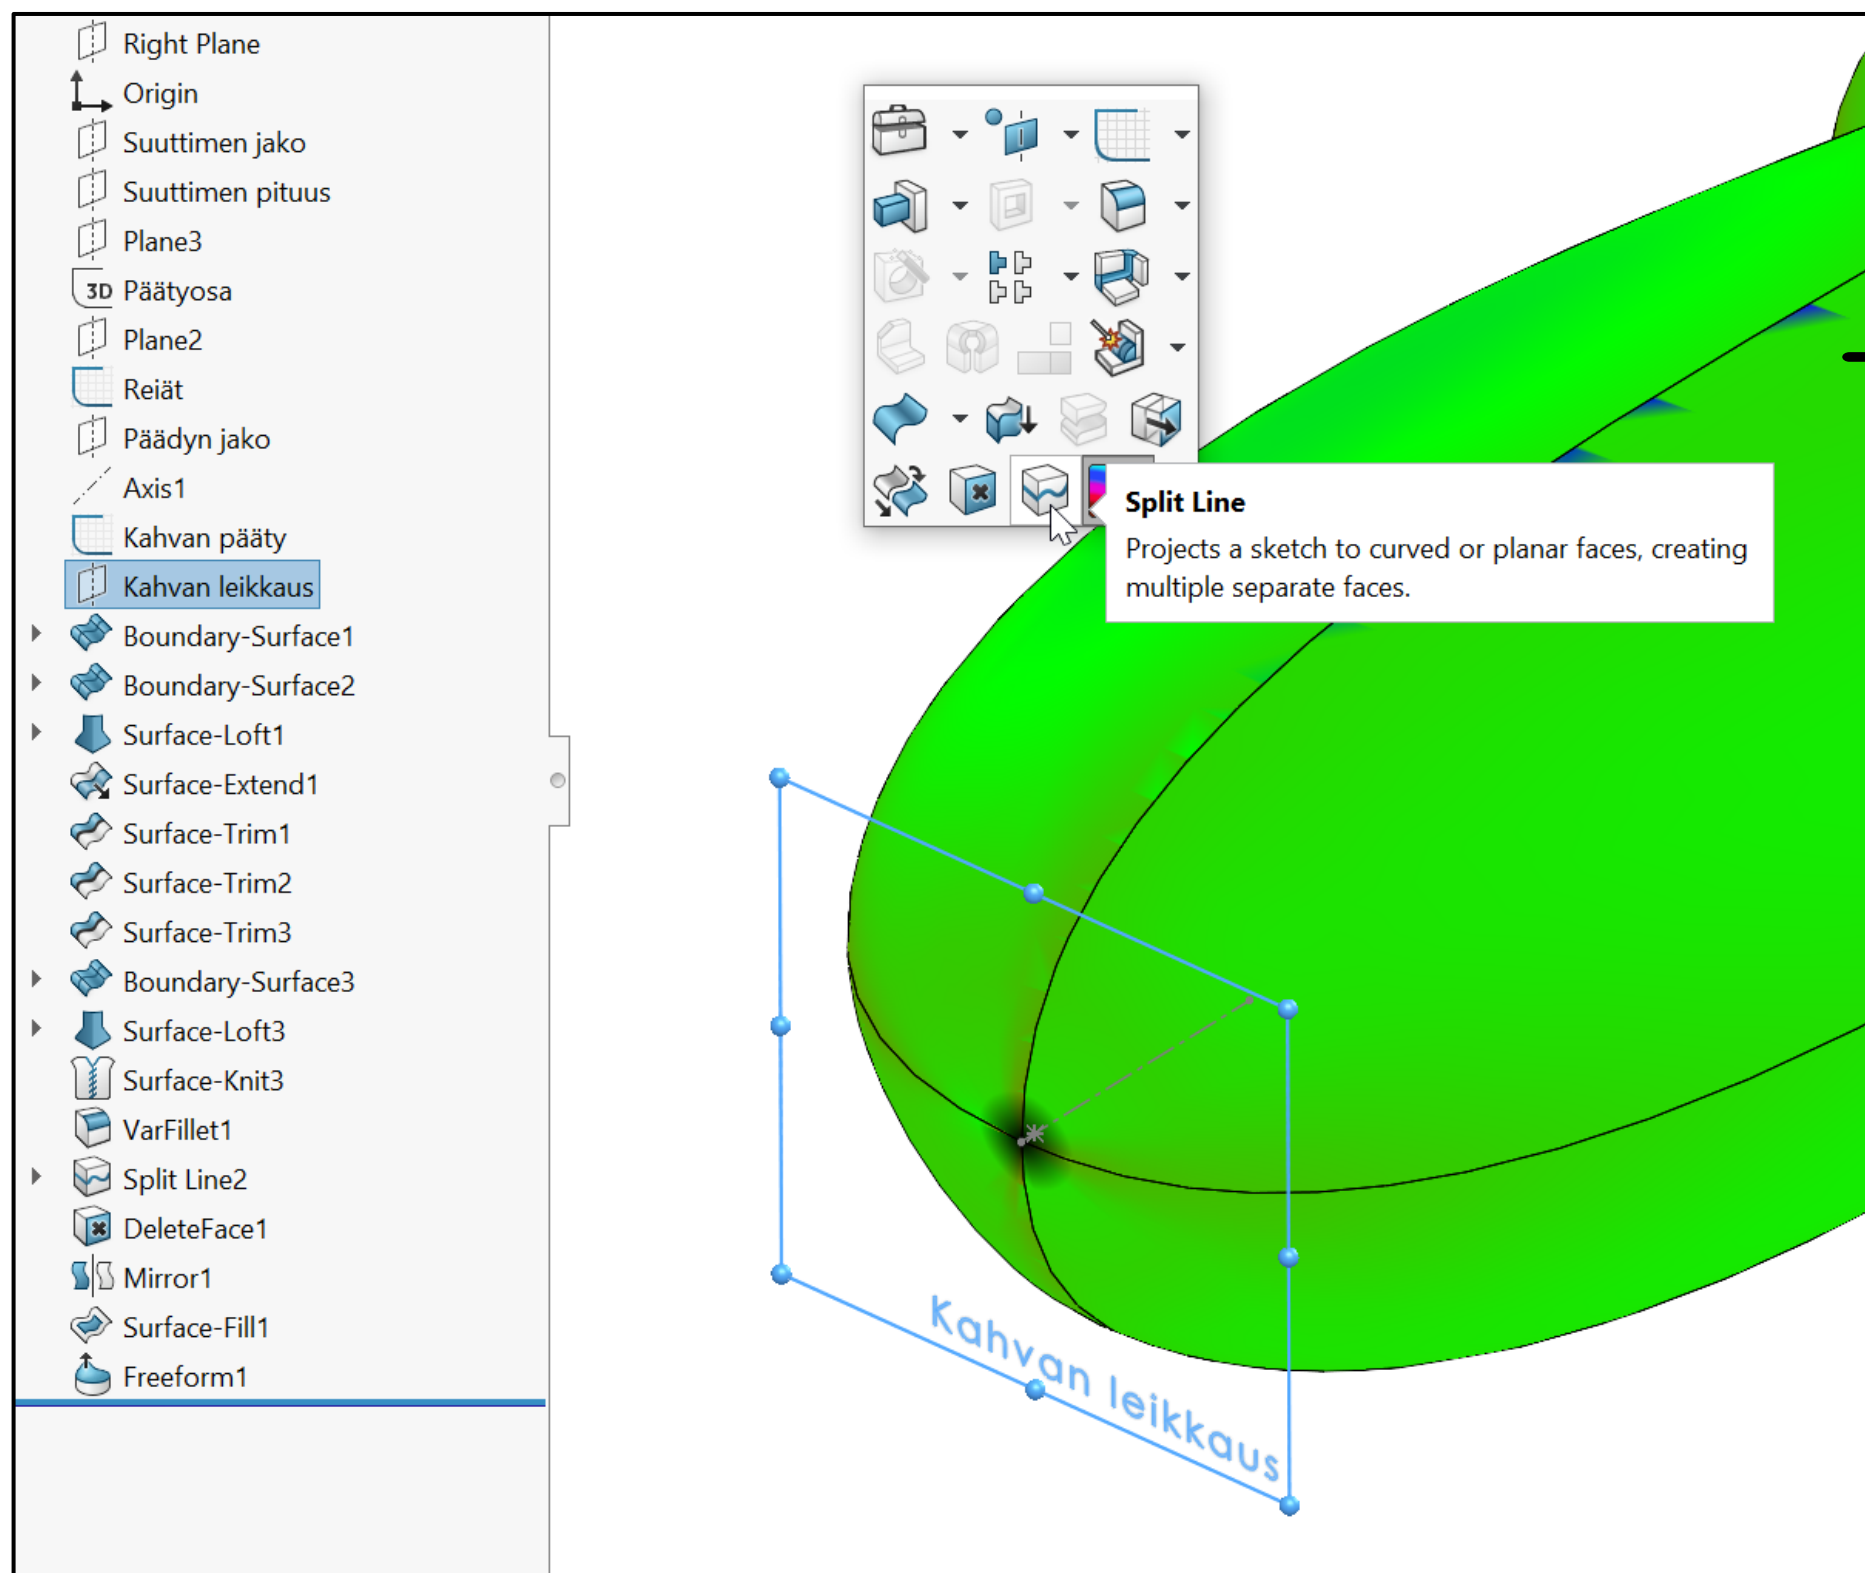 Right Plane
Origin
Suuttimen jako
Suuttimen pituus
Plane3
3D Päätyosa
Plane2
Reiät
Päädyn jako
Axis1
Kahvan pääty
Kahvan leikkaus
Boundary-Surface1
Boundary-Surface2
Surface-Loft1
Surface-Extend1
Surface-Trim1
Surface-Trim2
Surface-Trim3
Boundary-Surface3
Surface-Loft3
Surface-Knit3
VarFillet1
Split Line2
DeleteFace1
Mirror1
Surface-Fill1
Freeform1
Split Line
Projects a sketch to curved or planar faces, creating
multiple separate faces.
Kahvan leikkaus